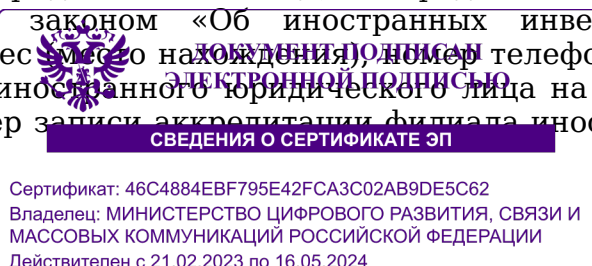 законом «Об иностранных инве
ес (место нахождения), номер телефо
ДОКУМЕНТ ПОДПИСАН
ЭЛЕКТРОННОЙ ПОДПИСЬЮ
иностранного юридического лица на
ер записи аккредитации филиала ино
СВЕДЕНИЯ О СЕРТИФИКАТЕ ЭП
Сертификат: 46C4884EBF795E42FCA3C02AB9DE5C62
Владелец: МИНИСТЕРСТВО ЦИФРОВОГО РАЗВИТИЯ, СВЯЗИ И
МАССОВЫХ КОММУНИКАЦИЙ РОССИЙСКОЙ ФЕДЕРАЦИИ
Действителен с 21.02.2023 по 16.05.2024